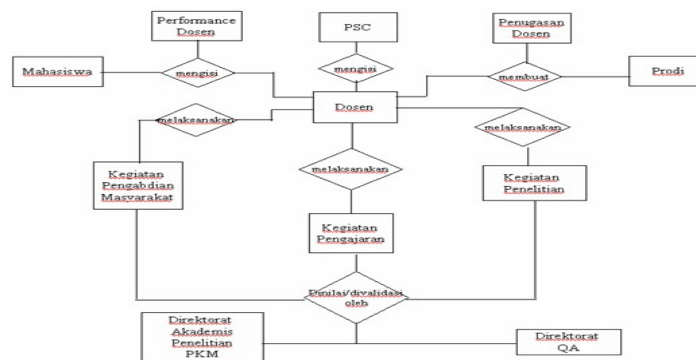 Performance
Dosen
PSC
Penugasan
Dosen
Mahasiswa
mengisi
mengisi
membuat
Prodi
Dosen
melaksanakan
melaksanakan
melaksanakan
Kegiatan
Pengabdian
Masyarakat
Kegiatan
Penelitian
Kegiatan
Pengajaran
Dinilai/divalidasi
oleh
Direktorat
Akademis
Penelitian
PKM
Direktorat
QA